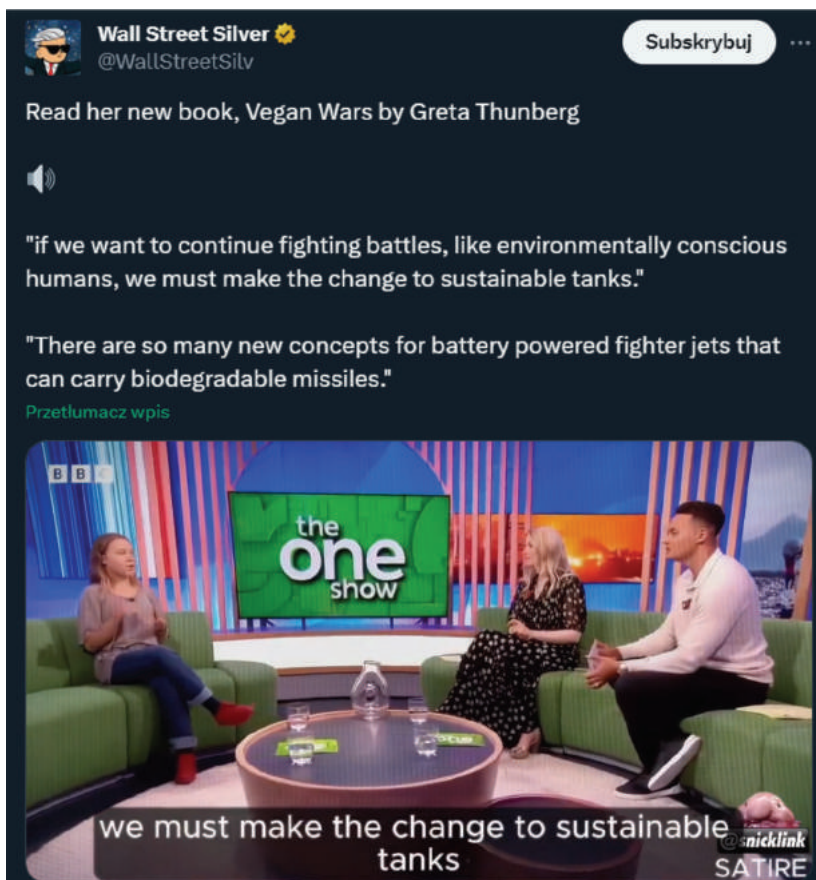 Wall Street Silver
@WallStreetSilv
Subskrybuj
Read her new book, Vegan Wars by Greta Thunberg
"if we want to continue fighting battles, like environmentally conscious
humans, we must make the change to sustainable tanks."
"There are so many new concepts for battery powered fighter jets that
can carry biodegradable missiles."
Przetłumacz wpis
BBC
the
one
show
we must make the change to sustainable
tanks
@snicklink
SATIRE